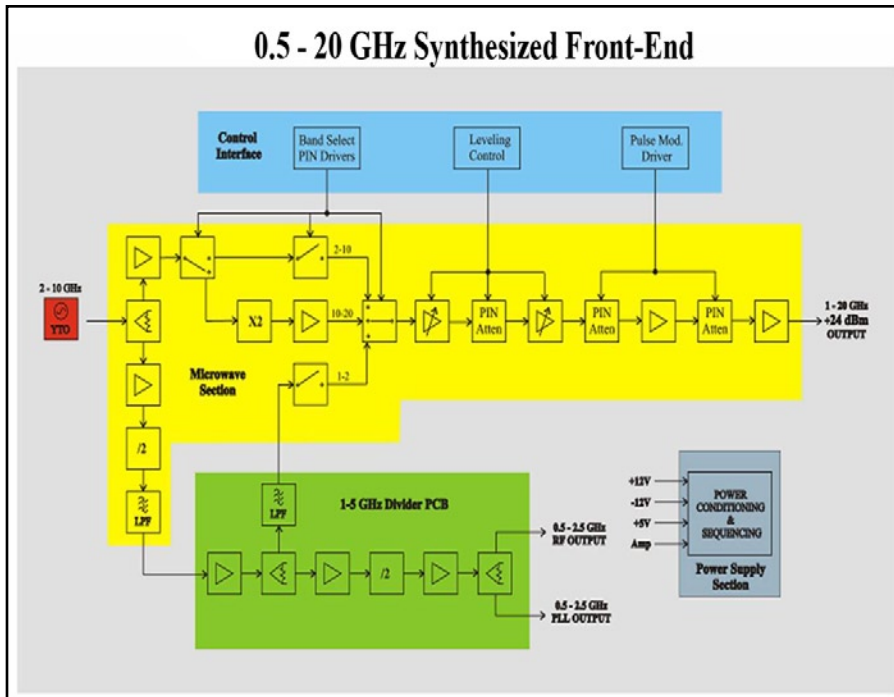 0.5 - 20 GHz Synthesized Front-End
Control
Interface
Band Select
PIN Drivers
Leveling
Control
Pulse Mod.
Driver
2-10
2 - 10 GHz
YTO
X2
10-20
PIN
Atten
PIN
Atten
PIN
Atten
1 - 20 GHz
+24 dBm
OUTPUT
Microwave
Section
1-2
/2
LPF
LPF
1-5 GHz Divider PCB
/2
0.5 - 2.5 GHz
RF OUTPUT
0.5 - 2.5 GHz
PLL OUTPUT
+12V
-12V
+5V
Amp
POWER
CONDITIONING
&
SEQUENCING
Power Supply
Section